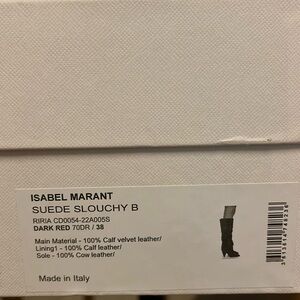 ISABEL MARANT
SUEDE SLOUCHY B
RIRIA CD0054-22A005S
DARK RED 70DR / 38
Main Material - 100% Calf velvet leather/
Lining1 - 100% Calf leather/
Sole - 100% Cow leather/
Made in Italy